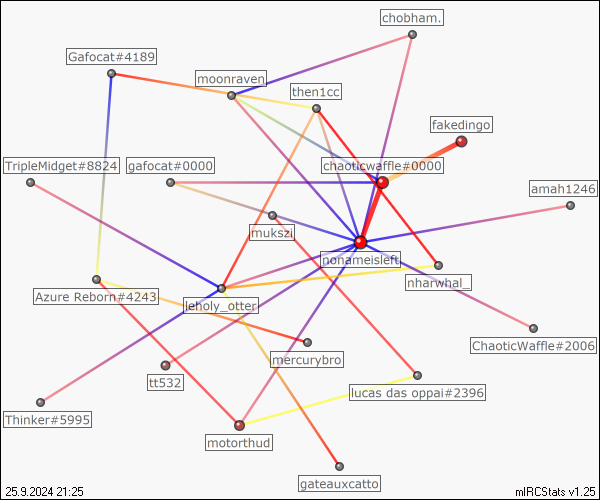 chobham.
Gafocat#4189
moonraven
then1cc
fakedingo
TripleMidget#8824
gafocat#0000
chaoticwaffle#0000
amah1246
mukszi
nonameisleft
nharwhal_
Azure Reborn#4243
leholy_otter
ChaoticWaffle#2006
mercurybro
tt532
lucas das oppai#2396
Thinker#5995
motorthud
gateauxcatto
25.9.2024 21:25
mIRCStats v1.25